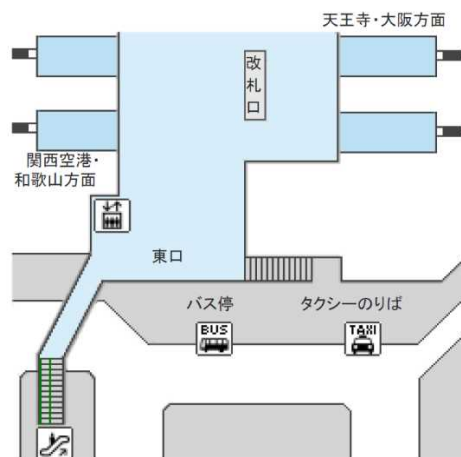 天王寺・大阪方面
改札口
関西空港・
和歌山方面
東口
バス停
タクシーのりば
BUS
TAXI